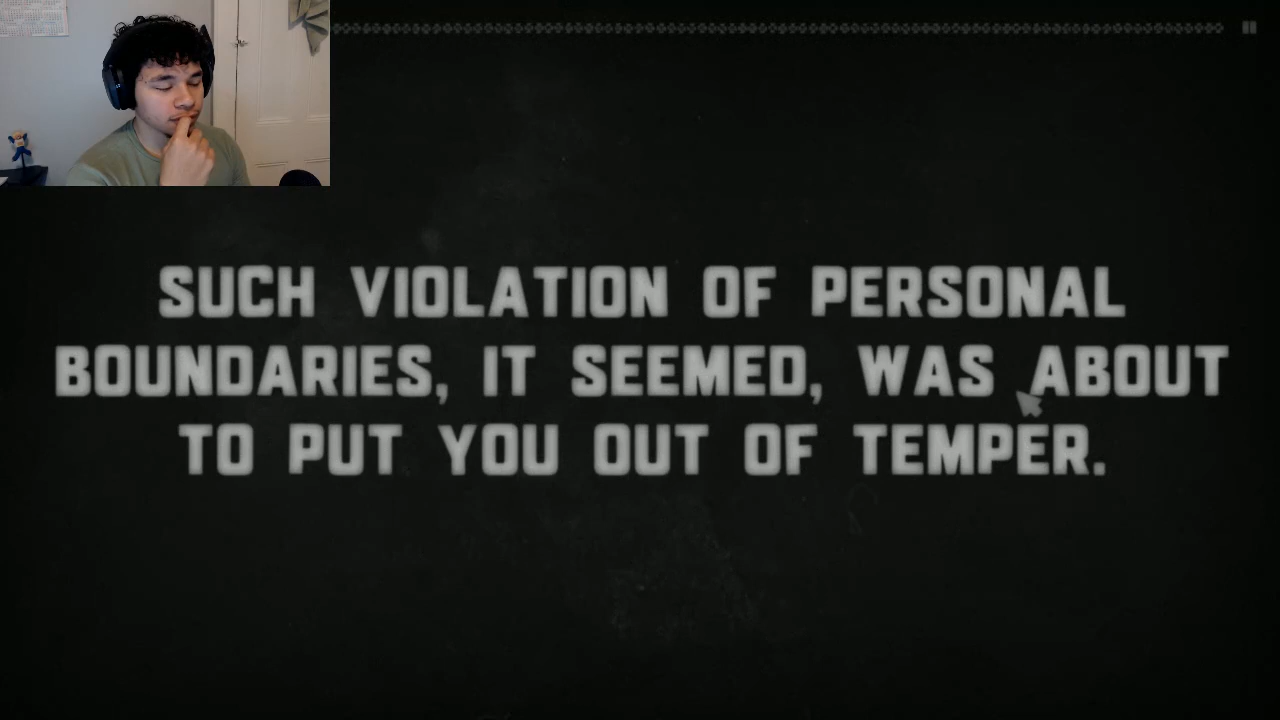 SUCH VIOLATION OF PERSONAL
BOUNDARIES, IT SEEMED, WAS ABOUT
TO PUT YOU OUT OF TEMPER.